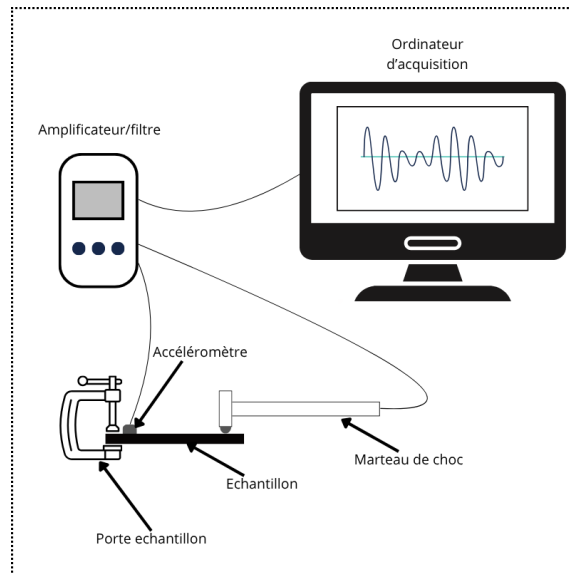 Ordinateur
d’acquisition
Amplificateur/filtre
Accéléromètre
Marteau de choc
Echantillon
Porte echantillon